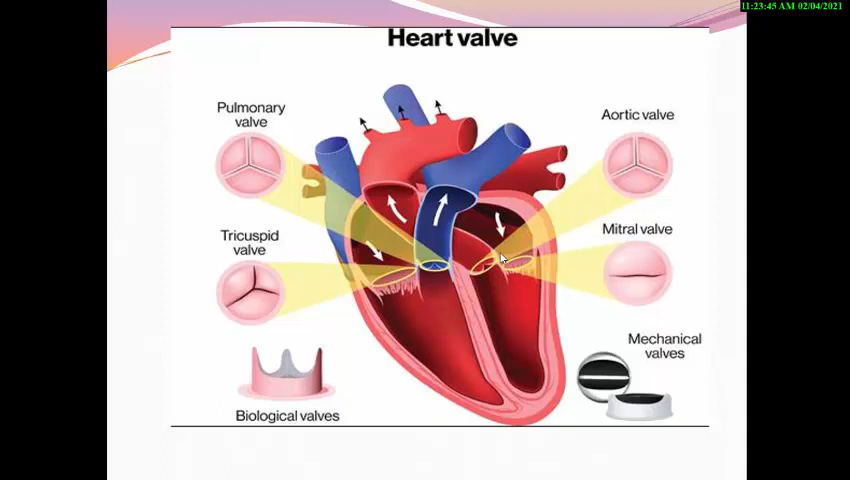 11:23:45 AM 02/04/2021
Heart valve
Pulmonary
valve
Aortic valve
Tricuspid
valve
Mitral valve
Mechanical
valves
Biological valves